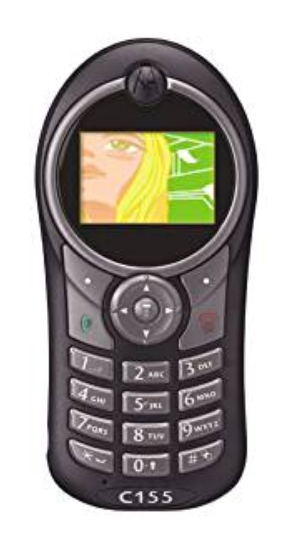 1
2 ABC
3 DEF
4 GHI
5 JKL
6 MNO
7 PQRS
8 TUV
9 WXYZ
*
0
#
C155